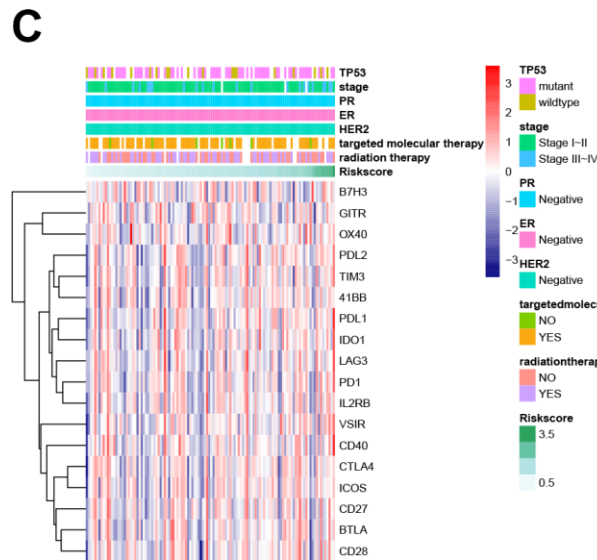 C
TP53
stage
PR
ER
HER2
targeted molecular therapy
radiation therapy
Riskscore
B7H3
GITR
OX40
PDL2
TIM3
41BB
PDL1
IDO1
LAG3
PD1
IL2RB
VSIR
CD40
CTLA4
ICOS
CD27
BTLA
CD28
3
2
1
0
−1
−2
−3
TP53
mutant
wildtype
stage
Stage I~II
Stage III~IV
PR
Negative
ER
Negative
HER2
Negative
targetedmolec
NO
YES
radiationthera
NO
YES
Riskscore
3.5
0.5